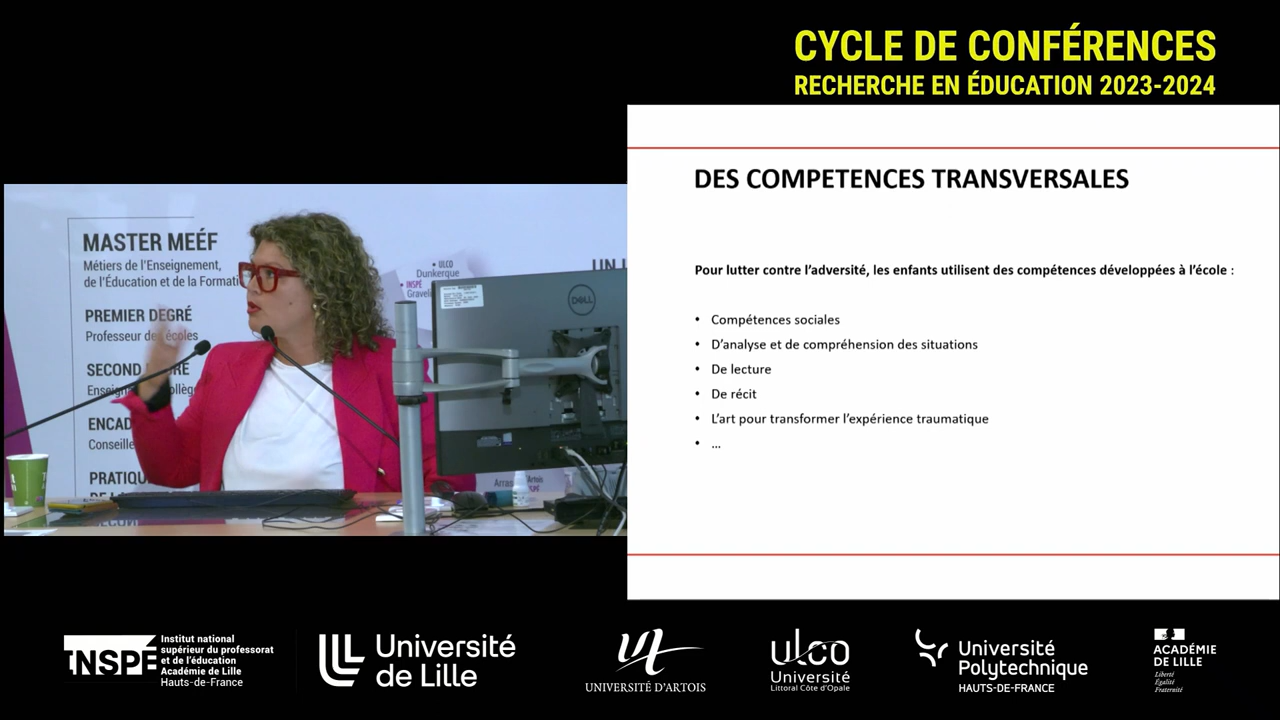 CYCLE DE CONFÉRENCES
RECHERCHE EN ÉDUCATION 2023-2024
DES COMPETENCES TRANSVERSALES
Pour lutter contre l’adversité, les enfants utilisent des compétences développées à l’école :
• Compétences sociales
• D’analyse et de compréhension des situations
• De lecture
• De récit
• L’art pour transformer l’expérience traumatique
• ...
MASTER MEÉF
Métiers de l’Enseignement,
de l’Éducation et de la Formati
PREMIER DEGRÉ
Professeur des écoles
SECOND
ENCAD
Conseille
PRATIQU
• ULCO
Dunkerque
• INSPÉ
Graveli
DELL
Arras
INSPÉ
Institut national
supérieur du professorat
et de l’éducation
Académie de Lille
Hauts-de-France
Université
de Lille
UNIVERSITÉ D’ARTOIS
ulco
Université
Littoral Côte d’Opale
Université
Polytechnique
HAUTS-DE-FRANCE
ACADÉMIE
DE LILLE
Liberté
Égalité
Fraternité